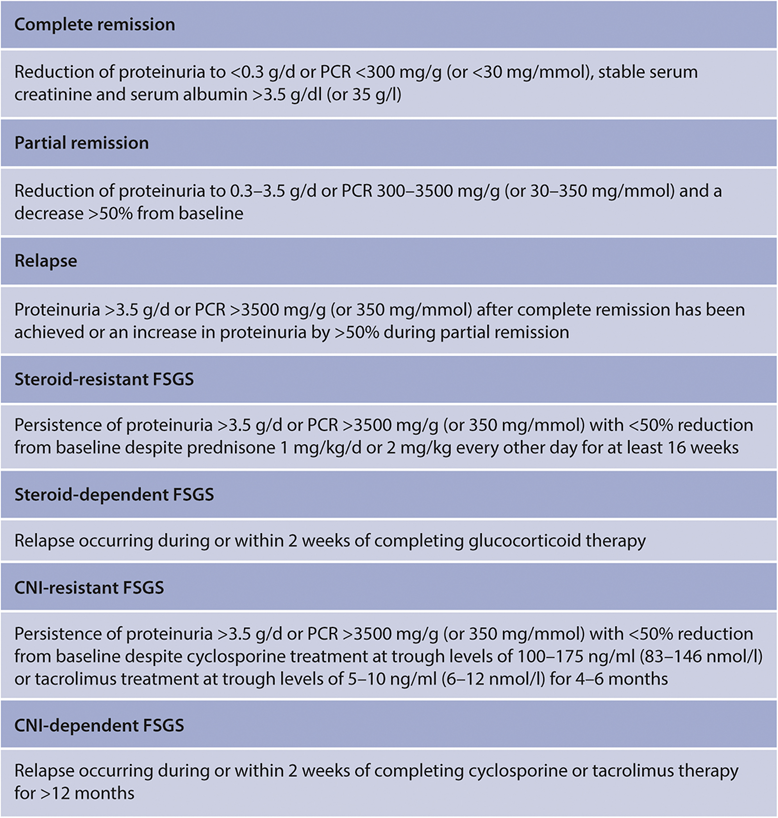 Complete remission
Reduction of proteinuria to <0.3 g/d or PCR <300 mg/g (or <30 mg/mmol), stable serum
creatinine and serum albumin >3.5 g/dl (or 35 g/l)
Partial remission
Reduction of proteinuria to 0.3–3.5 g/d or PCR 300–3500 mg/g (or 30–350 mg/mmol) and a
decrease >50% from baseline
Relapse
Proteinuria >3.5 g/d or PCR >3500 mg/g (or 350 mg/mmol) after complete remission has been
achieved or an increase in proteinuria by >50% during partial remission
Steroid-resistant FSGS
Persistence of proteinuria >3.5 g/d or PCR >3500 mg/g (or 350 mg/mmol) with <50% reduction
from baseline despite prednisone 1 mg/kg/d or 2 mg/kg every other day for at least 16 weeks
Steroid-dependent FSGS
Relapse occurring during or within 2 weeks of completing glucocorticoid therapy
CNI-resistant FSGS
Persistence of proteinuria >3.5 g/d or PCR >3500 mg/g (or 350 mg/mmol) with <50% reduction
from baseline despite cyclosporine treatment at trough levels of 100–175 ng/ml (83–146 nmol/l)
or tacrolimus treatment at trough levels of 5–10 ng/ml (6–12 nmol/l) for 4–6 months
CNI-dependent FSGS
Relapse occurring during or within 2 weeks of completing cyclosporine or tacrolimus therapy
for >12 months